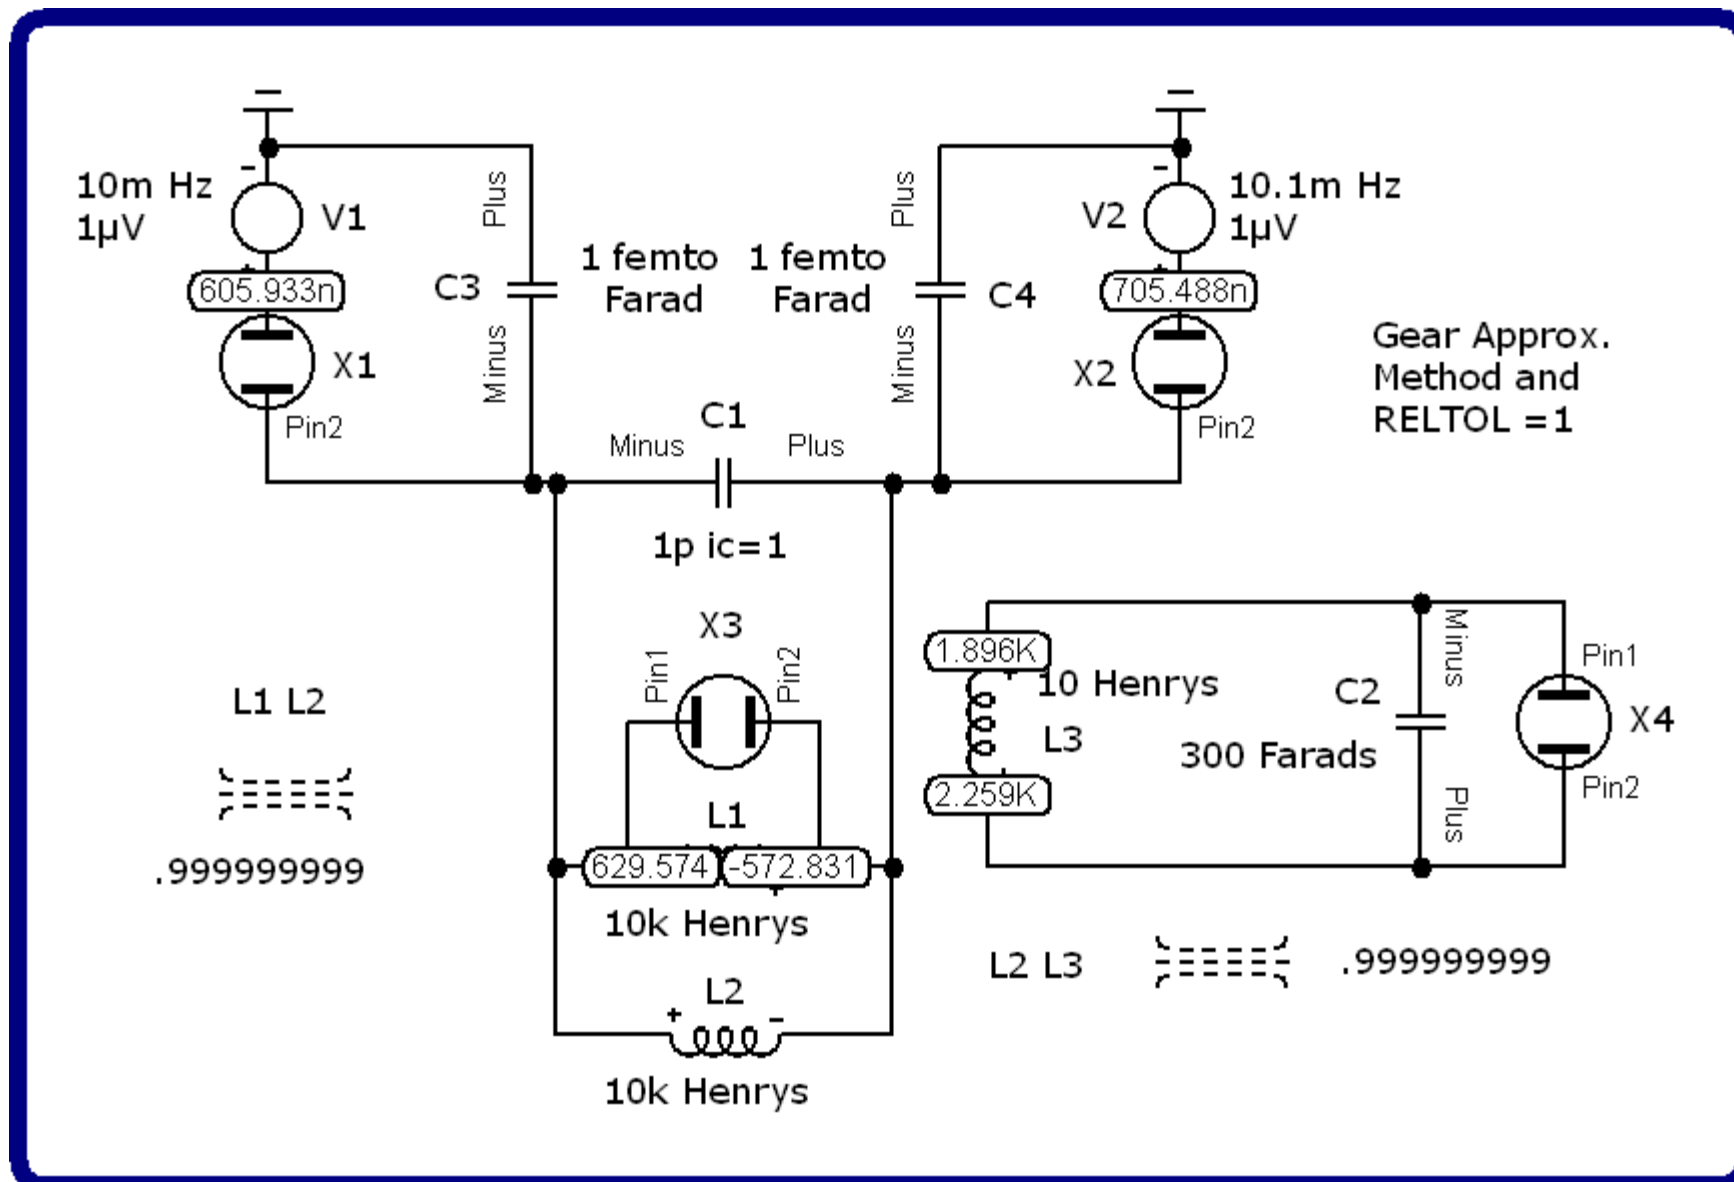 10m Hz
1µV
-
V1
+
605.933n
X1
Pin2
Plus
C3
Minus
1 femto
Farad
1 femto
Farad
Plus
C4
Minus
10.1m Hz
1µV
-
V2
+
705.488n
X2
Pin2
Gear Approx.
Method and
RELTOL =1
C1
Minus
Plus
1p ic=1
X3
Pin1
Pin2
L1
629.574
-572.831
+
10k Henrys
L2
+
-
10k Henrys
L1 L2
.999999999
1.896K
+
10 Henrys
L3
-
2.259K
C2
Minus
300 Farads
Plus
Pin1
X4
Pin2
L2 L3
.999999999